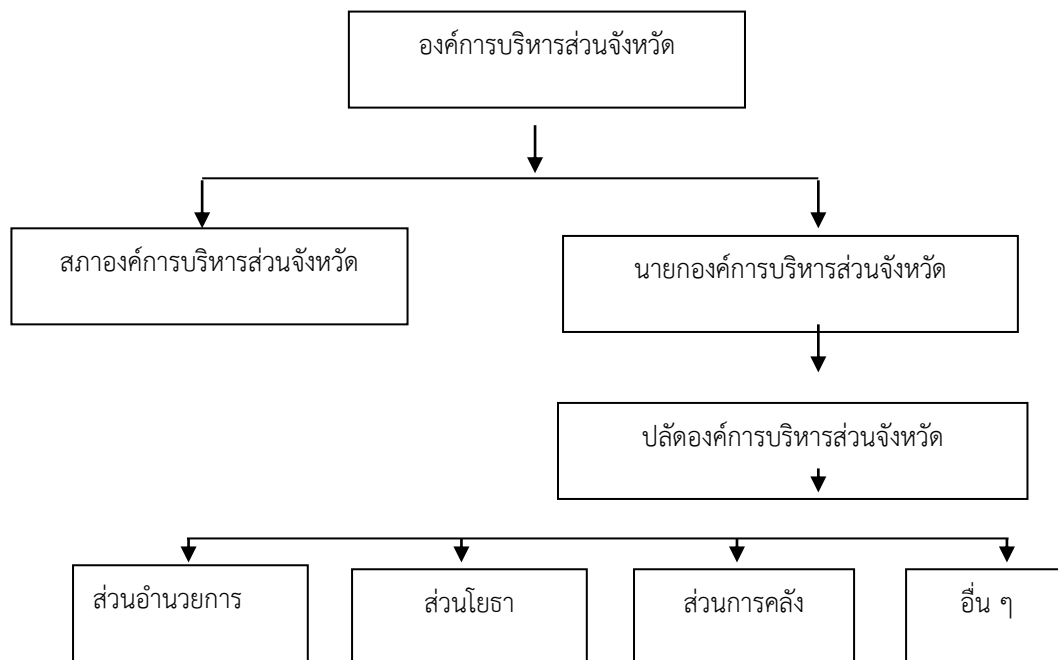 องค์การบริหารส่วนจังหวัด
สภาองค์การบริหารส่วนจังหวัด
นายกองค์การบริหารส่วนจังหวัด
ปลัดองค์การบริหารส่วนจังหวัด
ส่วนอำนวยการ
ส่วนโยธา
ส่วนการคลัง
อื่น ๆ